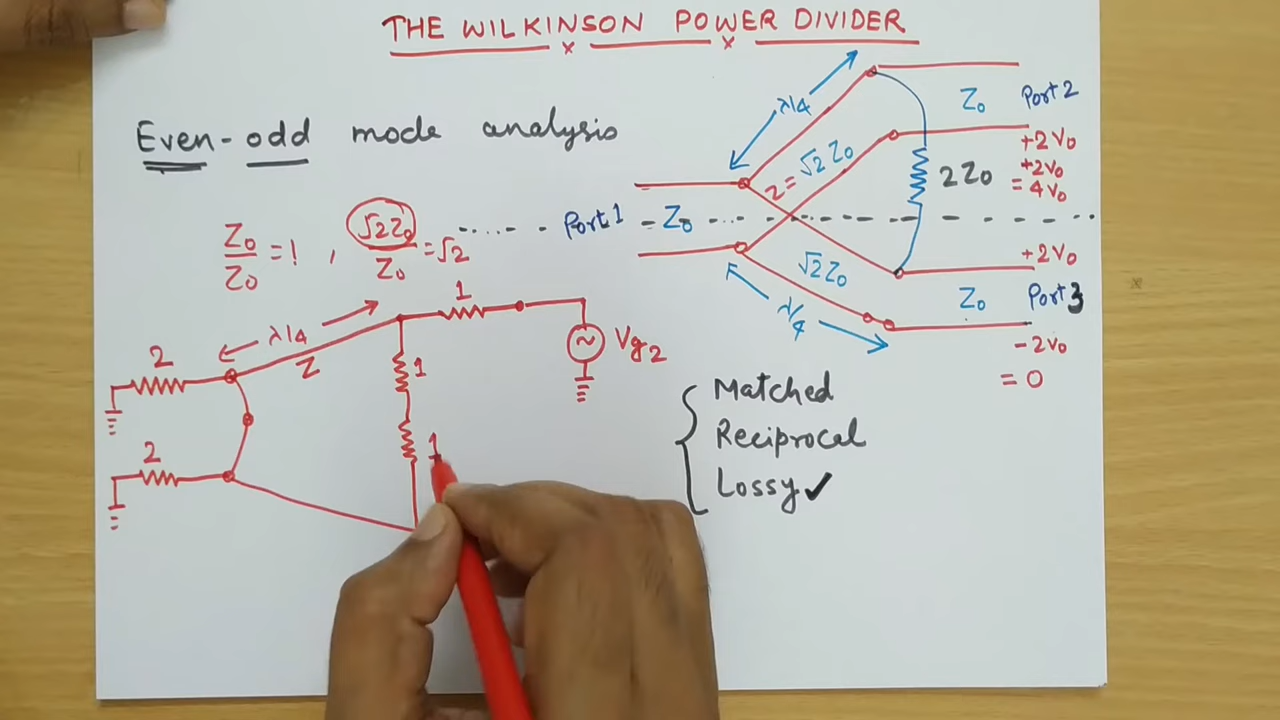 THE WILKINSON POWER DIVIDER
Even-odd mode analysis
Z₀/Z₀ = 1 , √2Z₀/Z₀ = √2
λ/4
Z₀
Port 2
Z = √2 Z₀
2Z₀
+2V₀
+2V₀
= 4V₀
Port 1
Z₀
√2 Z₀
λ/4
+2V₀
Z₀
Port 3
-2V₀
= 0
2
λ/4
Z
1
Vg2
1
1
2
Matched
Reciprocal
Lossy ✓